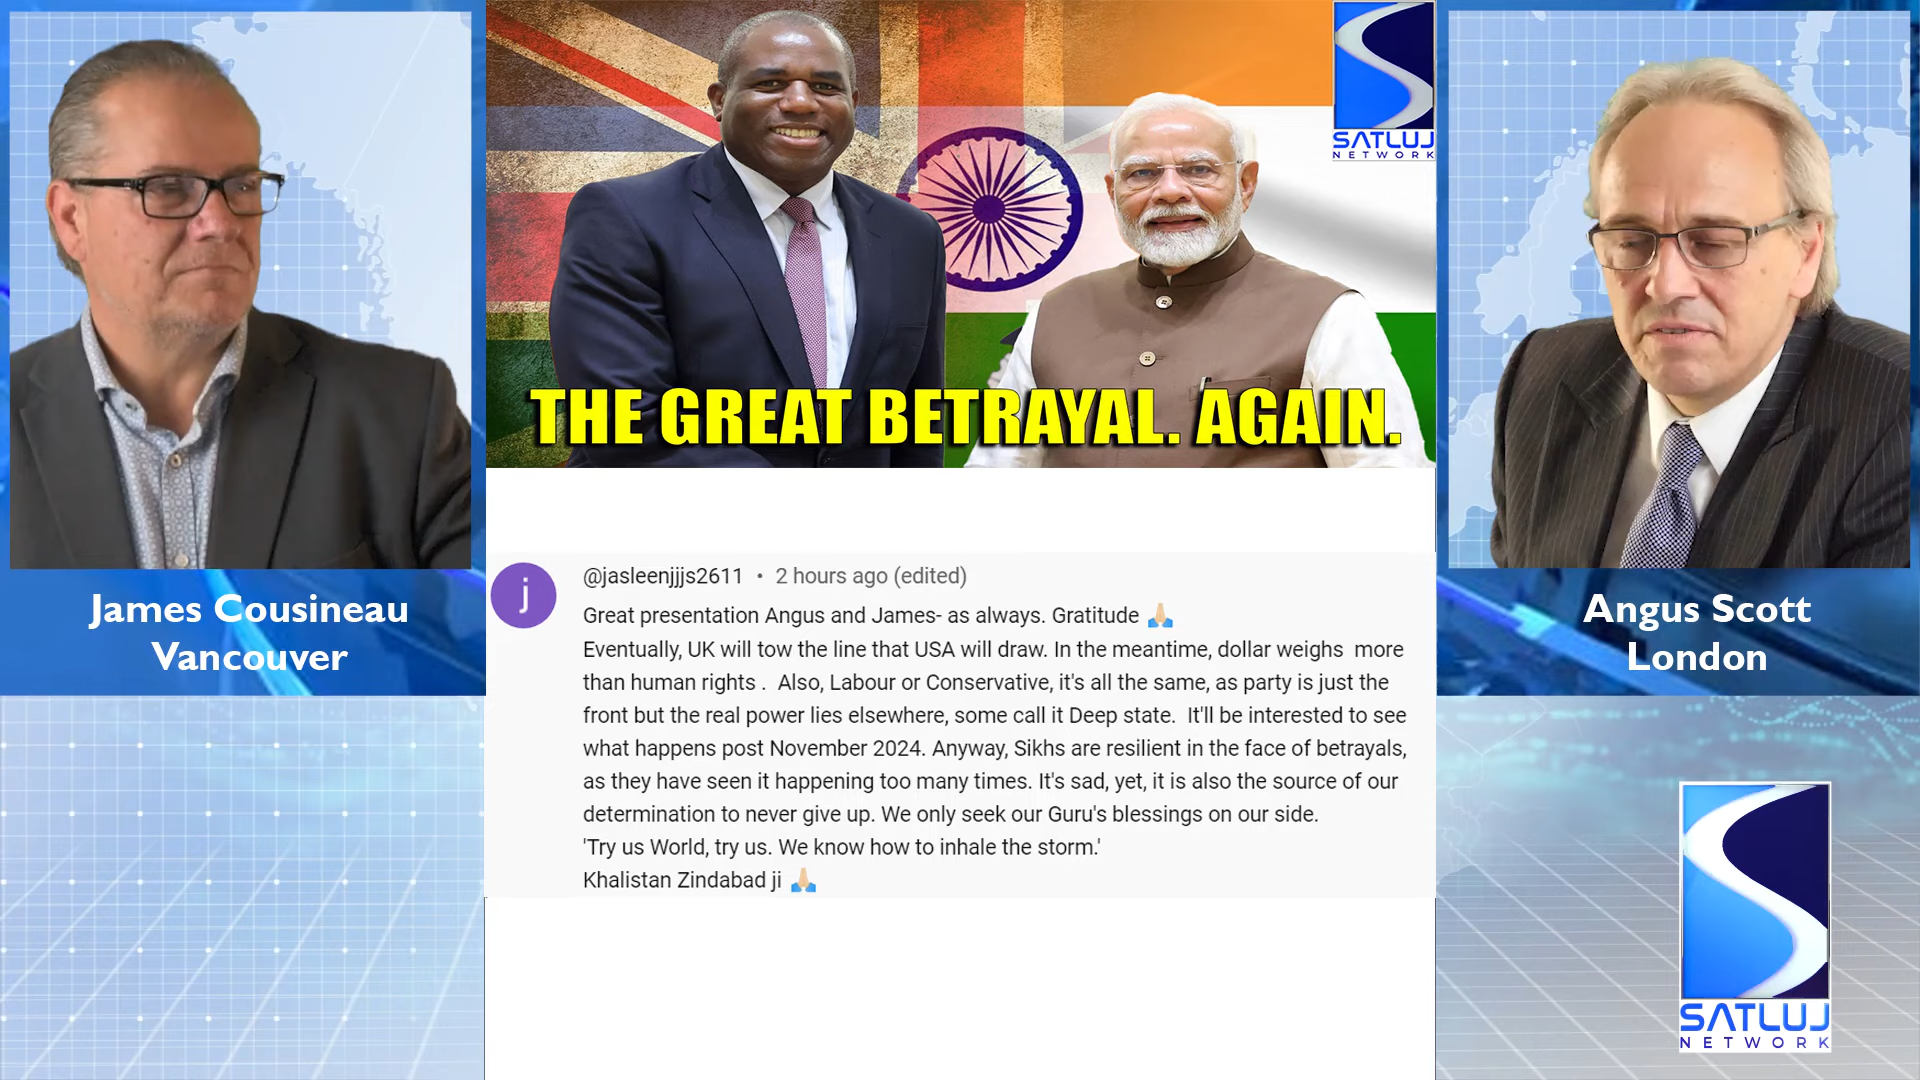 SATLUJ
NETWORK
THE GREAT BETRAYAL. AGAIN.
James Cousineau
Vancouver
Angus Scott
London
j
@jasleenjjjs2611 • 2 hours ago (edited)
Great presentation Angus and James- as always. Gratitude 🙏🏼
Eventually, UK will tow the line that USA will draw. In the meantime, dollar weighs  more
than human rights .  Also, Labour or Conservative, it's all the same, as party is just the
front but the real power lies elsewhere, some call it Deep state.  It'll be interested to see
what happens post November 2024. Anyway, Sikhs are resilient in the face of betrayals,
as they have seen it happening too many times. It's sad, yet, it is also the source of our
determination to never give up. We only seek our Guru's blessings on our side.
'Try us World, try us. We know how to inhale the storm.'
Khalistan Zindabad ji 🙏🏼
SATLUJ
NETWORK